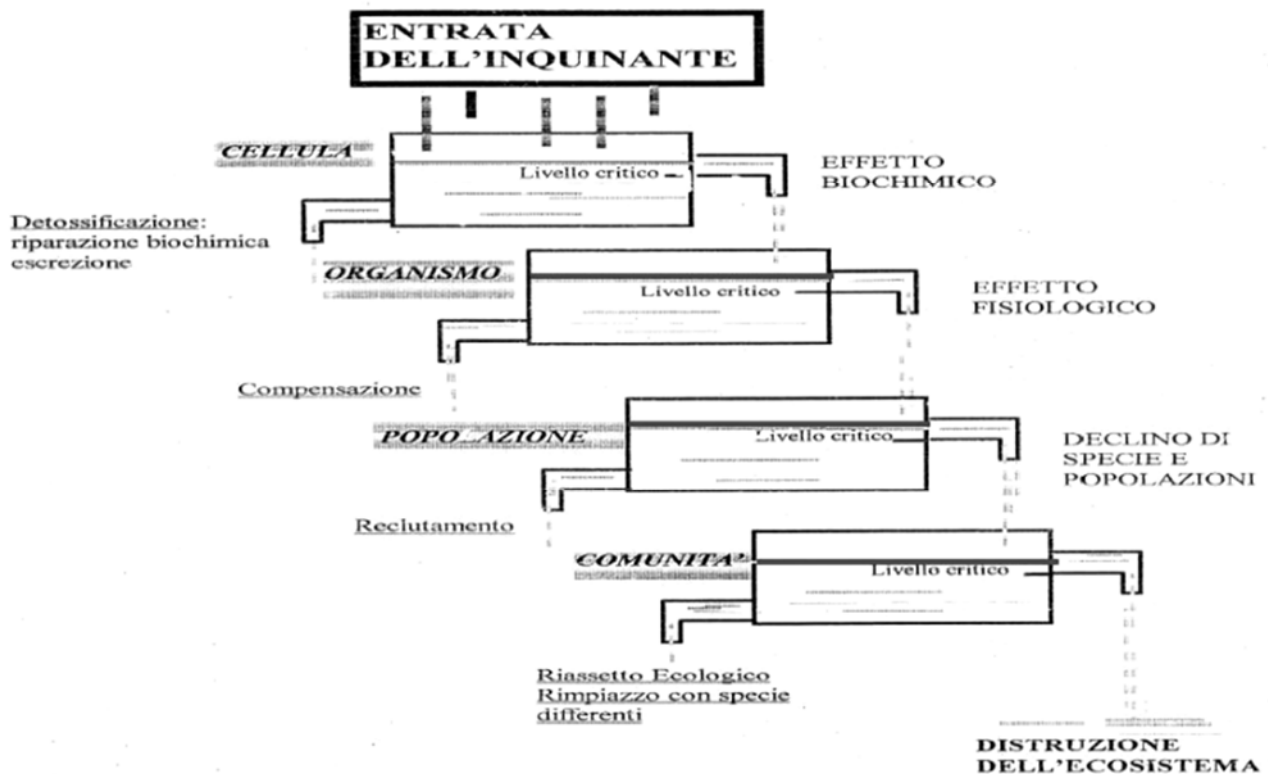 ENTRATA
DELL'INQUINANTE
CELLULA
Livello critico
EFFETTO
BIOCHIMICO
Detossificazione:
riparazione biochimica
escrezione
ORGANISMO
Livello critico
EFFETTO
FISIOLOGICO
Compensazione
POPOLAZIONE
Livello critico
DECLINO DI
SPECIE E
POPOLAZIONI
Reclutamento
COMUNITA'
Livello critico
Riassetto Ecologico
Rimpiazzo con specie
differenti
DISTRUZIONE
DELL'ECOSISTEMA